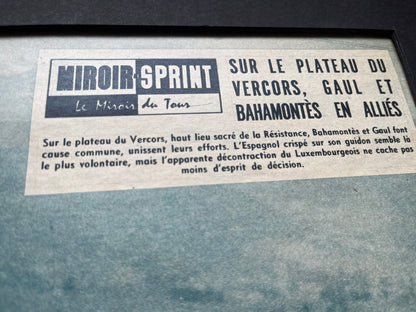 MIROIR-SPRINT
Le Miroir du Tour
SUR LE PLATEAU DU
VERCORS, GAUL ET
BAHAMONTÈS EN ALLIÉS
Sur le plateau du Vercors, haut lieu sacré de la Résistance, Bahamontès et Gaul font
cause commune, unissent leurs efforts. L'Espagnol crispé sur son guidon semble là
le plus volontaire, mais l'apparente décontraction du Luxembourgeois ne cache pas
moins d'esprit de décision.